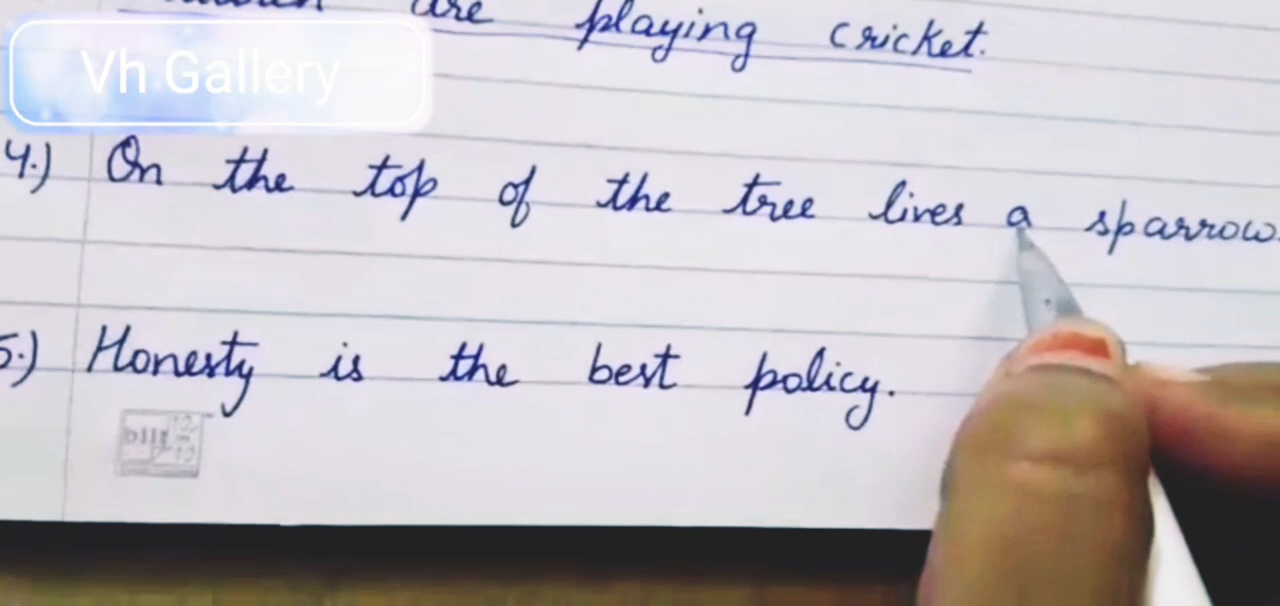 are playing cricket.
Vh Gallery
4.) On the top of the tree lives a sparrow.
5.) Honesty is the best policy.